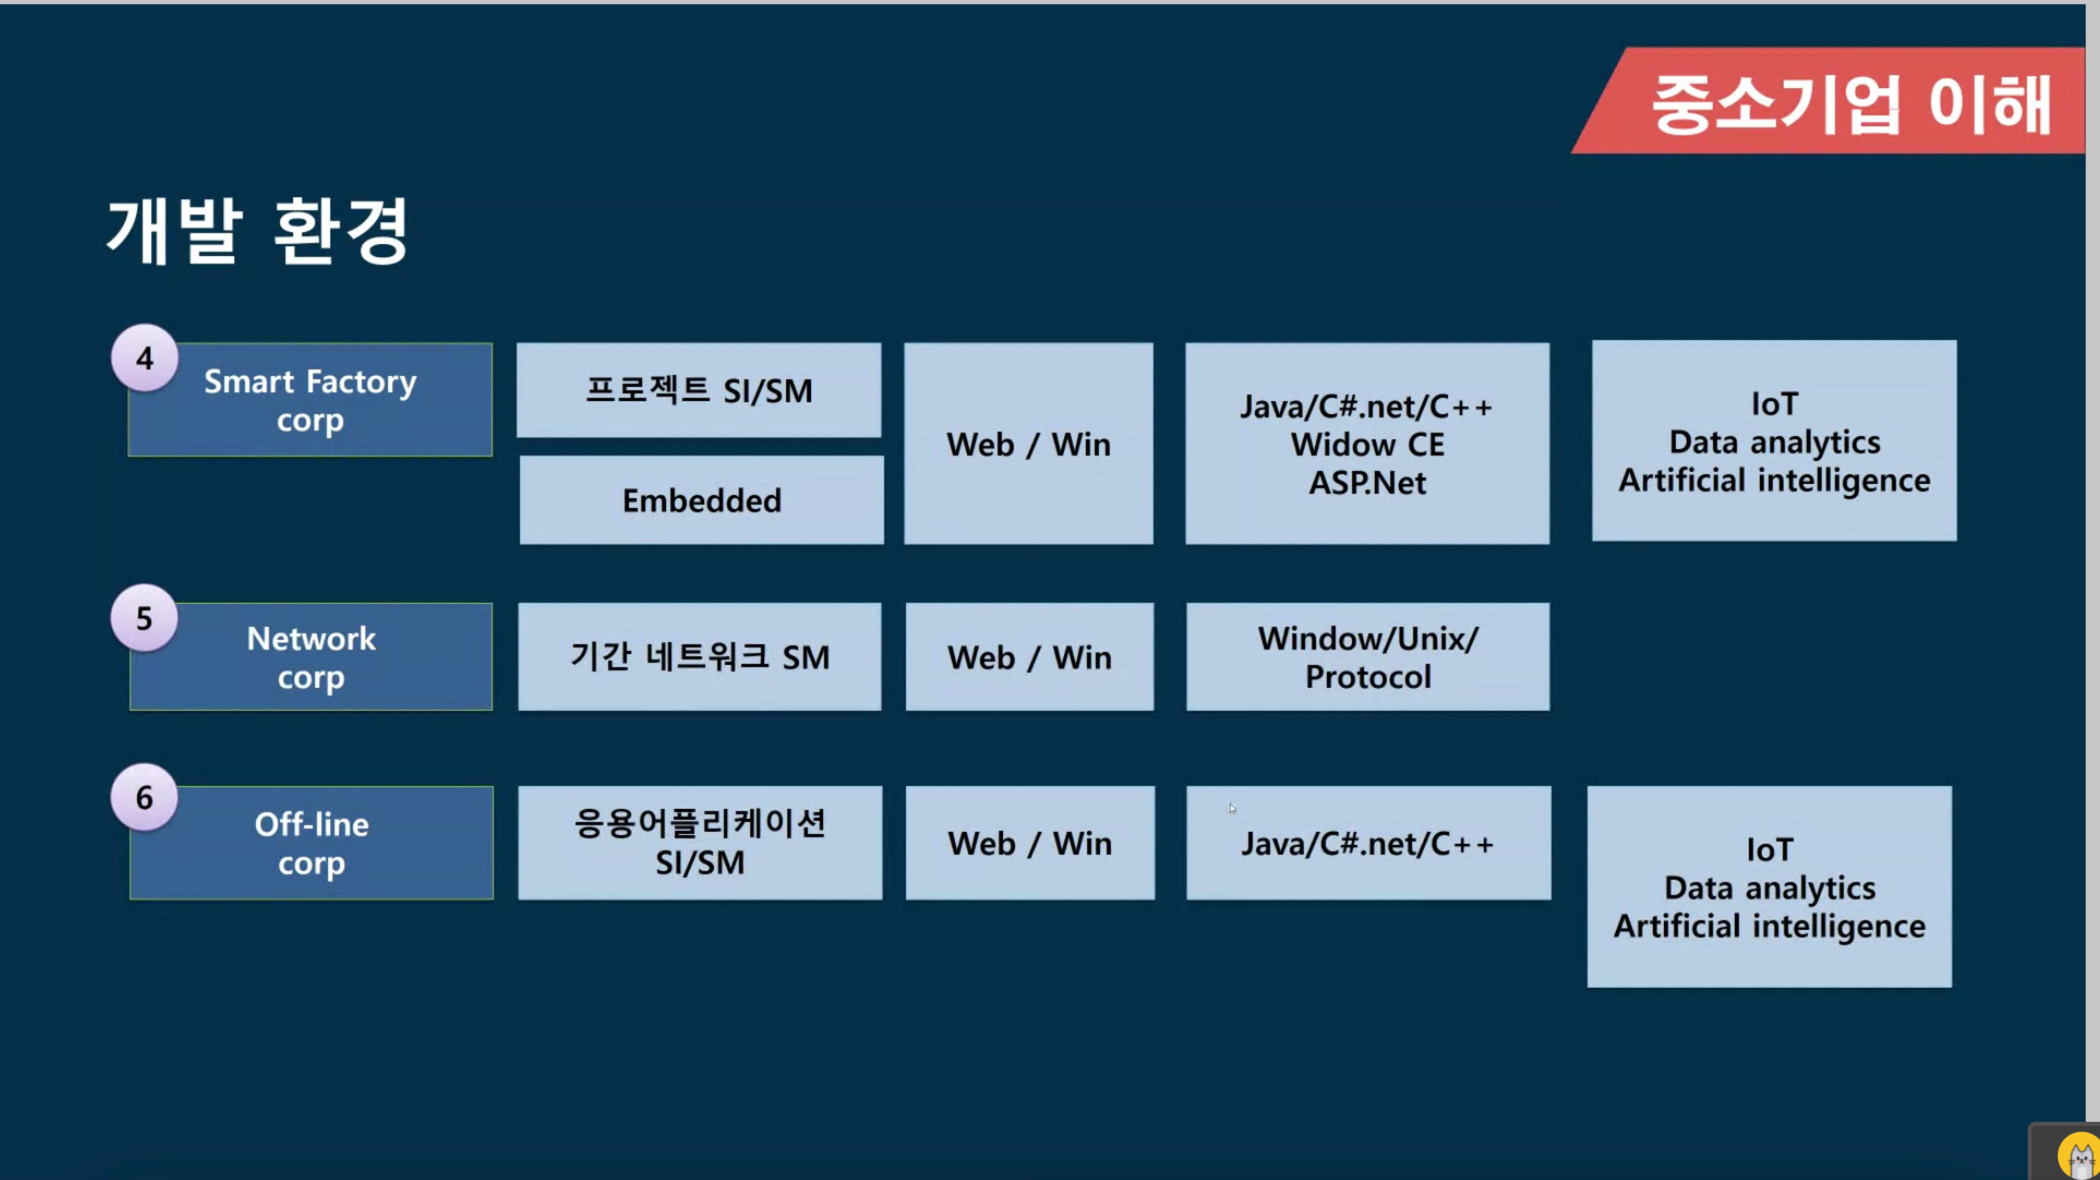 중소기업 이해
개발 환경
4
Smart Factory
corp
프로젝트 SI/SM
Embedded
Web / Win
Java/C#.net/C++
Widow CE
ASP.Net
IoT
Data analytics
Artificial intelligence
5
Network
corp
기간 네트워크 SM
Web / Win
Window/Unix/
Protocol
6
Off-line
corp
응용어플리케이션
SI/SM
Web / Win
Java/C#.net/C++
IoT
Data analytics
Artificial intelligence